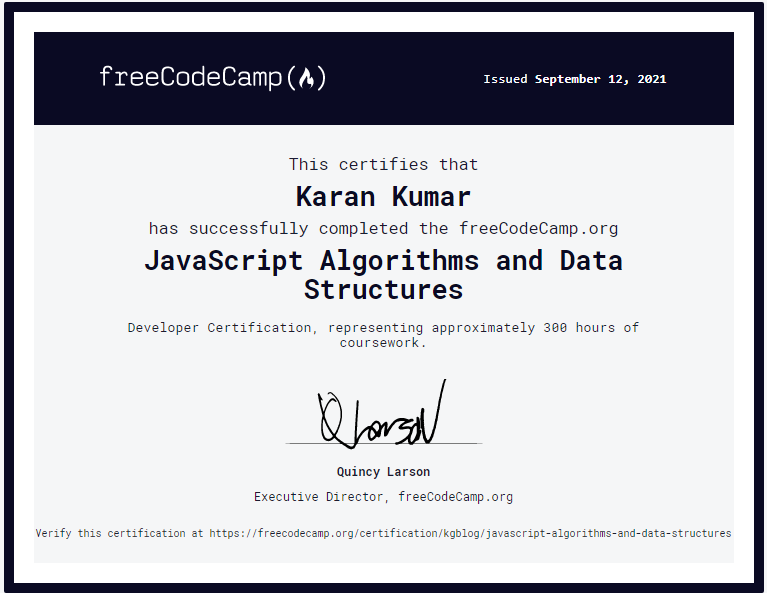 freeCodeCamp
Issued September 12, 2021
This certifies that
Karan Kumar
has successfully completed the freeCodeCamp.org
JavaScript Algorithms and Data
Structures
Developer Certification, representing approximately 300 hours of
coursework.
Q Larson
Quincy Larson
Executive Director, freeCodeCamp.org
Verify this certification at https://freecodecamp.org/certification/kgblog/javascript-algorithms-and-data-structures